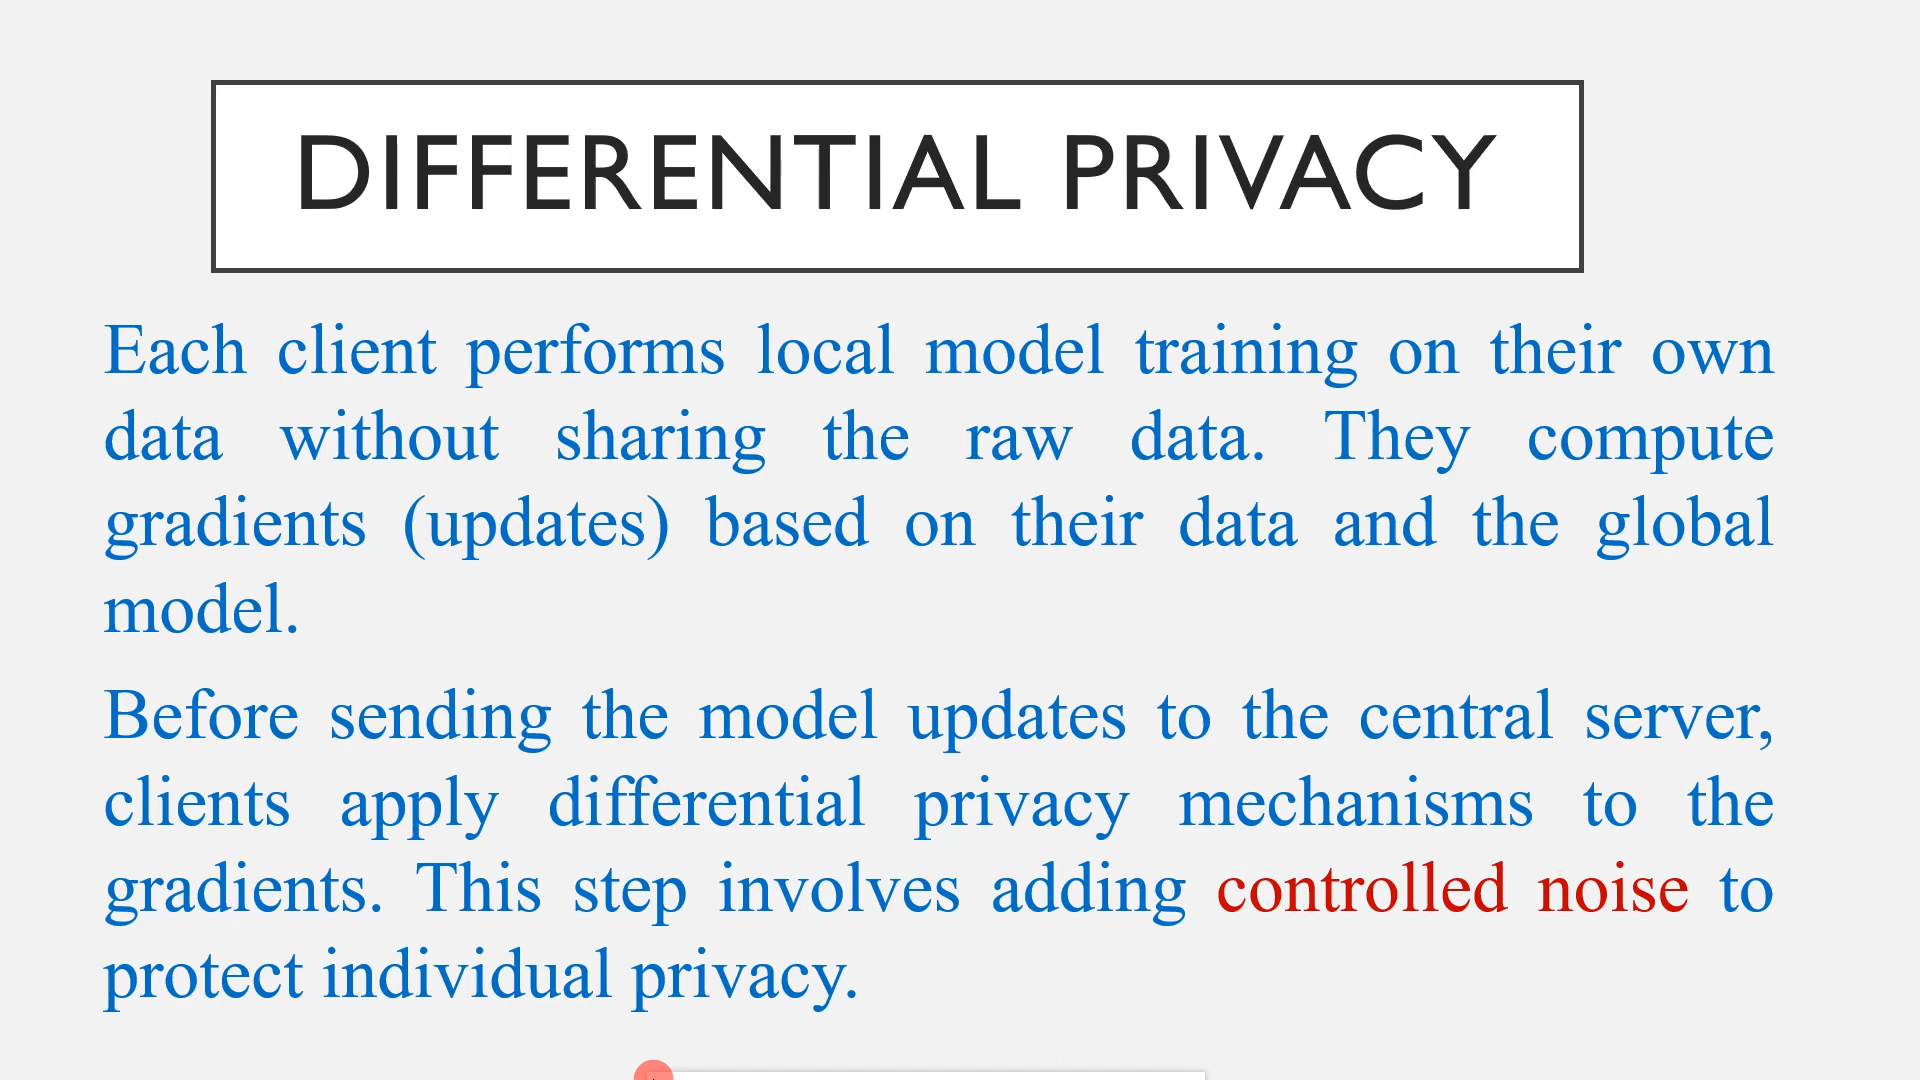 DIFFERENTIAL PRIVACY
Each client performs local model training on their own
data without sharing the raw data. They compute
gradients (updates) based on their data and the global
model.
Before sending the model updates to the central server,
clients apply differential privacy mechanisms to the
gradients. This step involves adding controlled noise to
protect individual privacy.